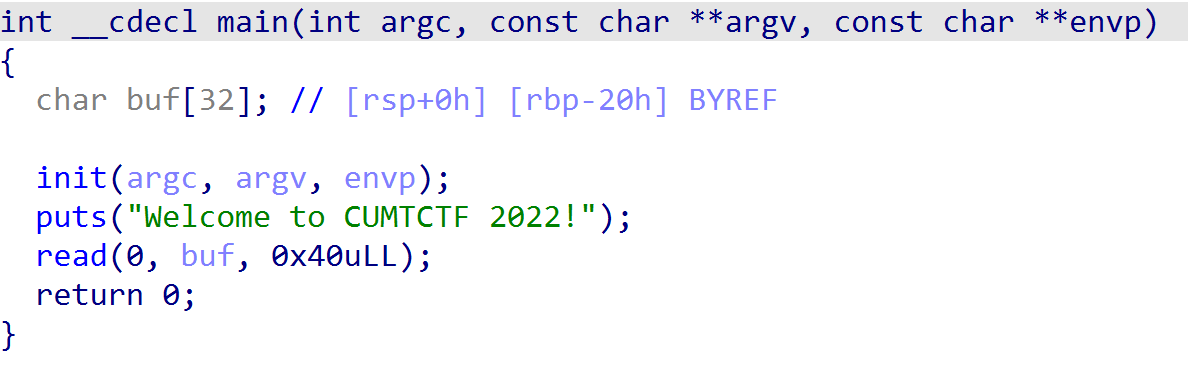 int __cdecl main(int argc, const char **argv, const char **envp)
{
  char buf[32]; // [rsp+0h] [rbp-20h] BYREF

  init(argc, argv, envp);
  puts("Welcome to CUMTCTF 2022!");
  read(0, buf, 0x40uLL);
  return 0;
}